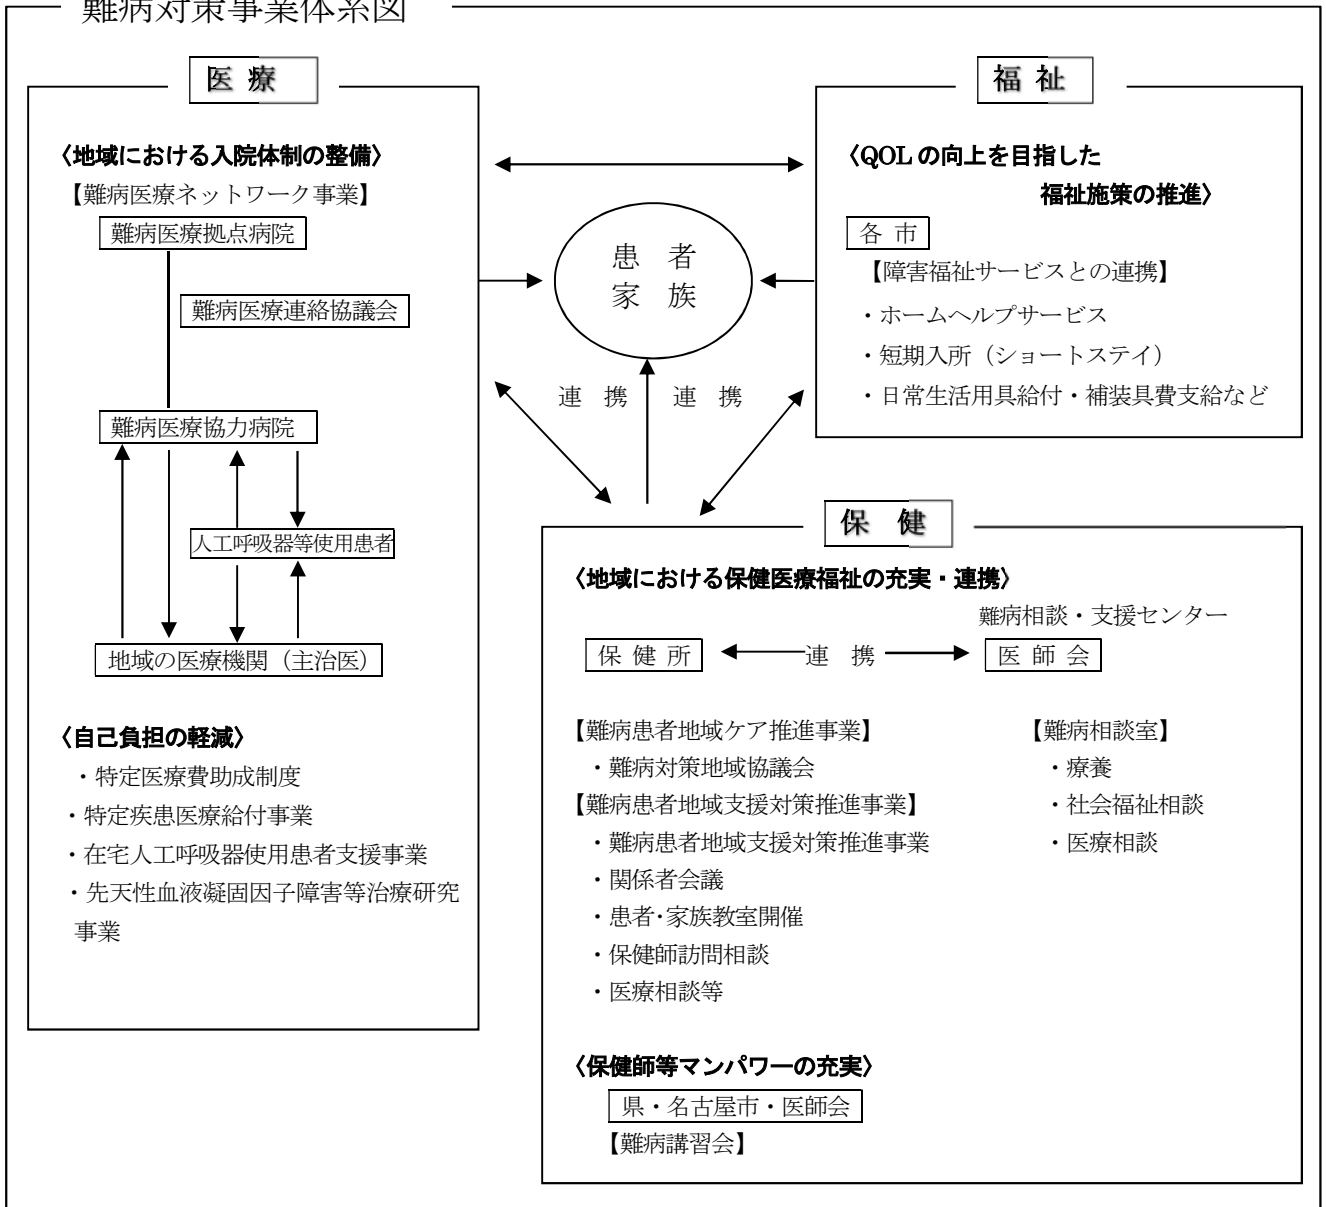 難病対策事業体系図
医 療
〈地域における入院体制の整備〉
【難病医療ネットワーク事業】
難病医療拠点病院
難病医療連絡協議会
難病医療協力病院
人工呼吸器等使用患者
地域の医療機関（主治医）
〈自己負担の軽減〉
・特定医療費助成制度
・特定疾患医療給付事業
・在宅人工呼吸器使用患者支援事業
・先天性血液凝固因子障害等治療研究
事業
患 者
家 族
連 携
連 携
福 祉
〈QOL の向上を目指した
福祉施策の推進〉
各 市
【障害福祉サービスとの連携】
・ホームヘルプサービス
・短期入所（ショートステイ）
・日常生活用具給付・補装具費支給など
保 健
〈地域における保健医療福祉の充実・連携〉
難病相談・支援センター
保 健 所
連 携
医 師 会
【難病患者地域ケア推進事業】
・難病対策地域協議会
【難病患者地域支援対策推進事業】
・難病患者地域支援対策推進事業
・関係者会議
・患者･家族教室開催
・保健師訪問相談
・医療相談等
【難病相談室】
・療養
・社会福祉相談
・医療相談
〈保健師等マンパワーの充実〉
県・名古屋市・医師会
【難病講習会】